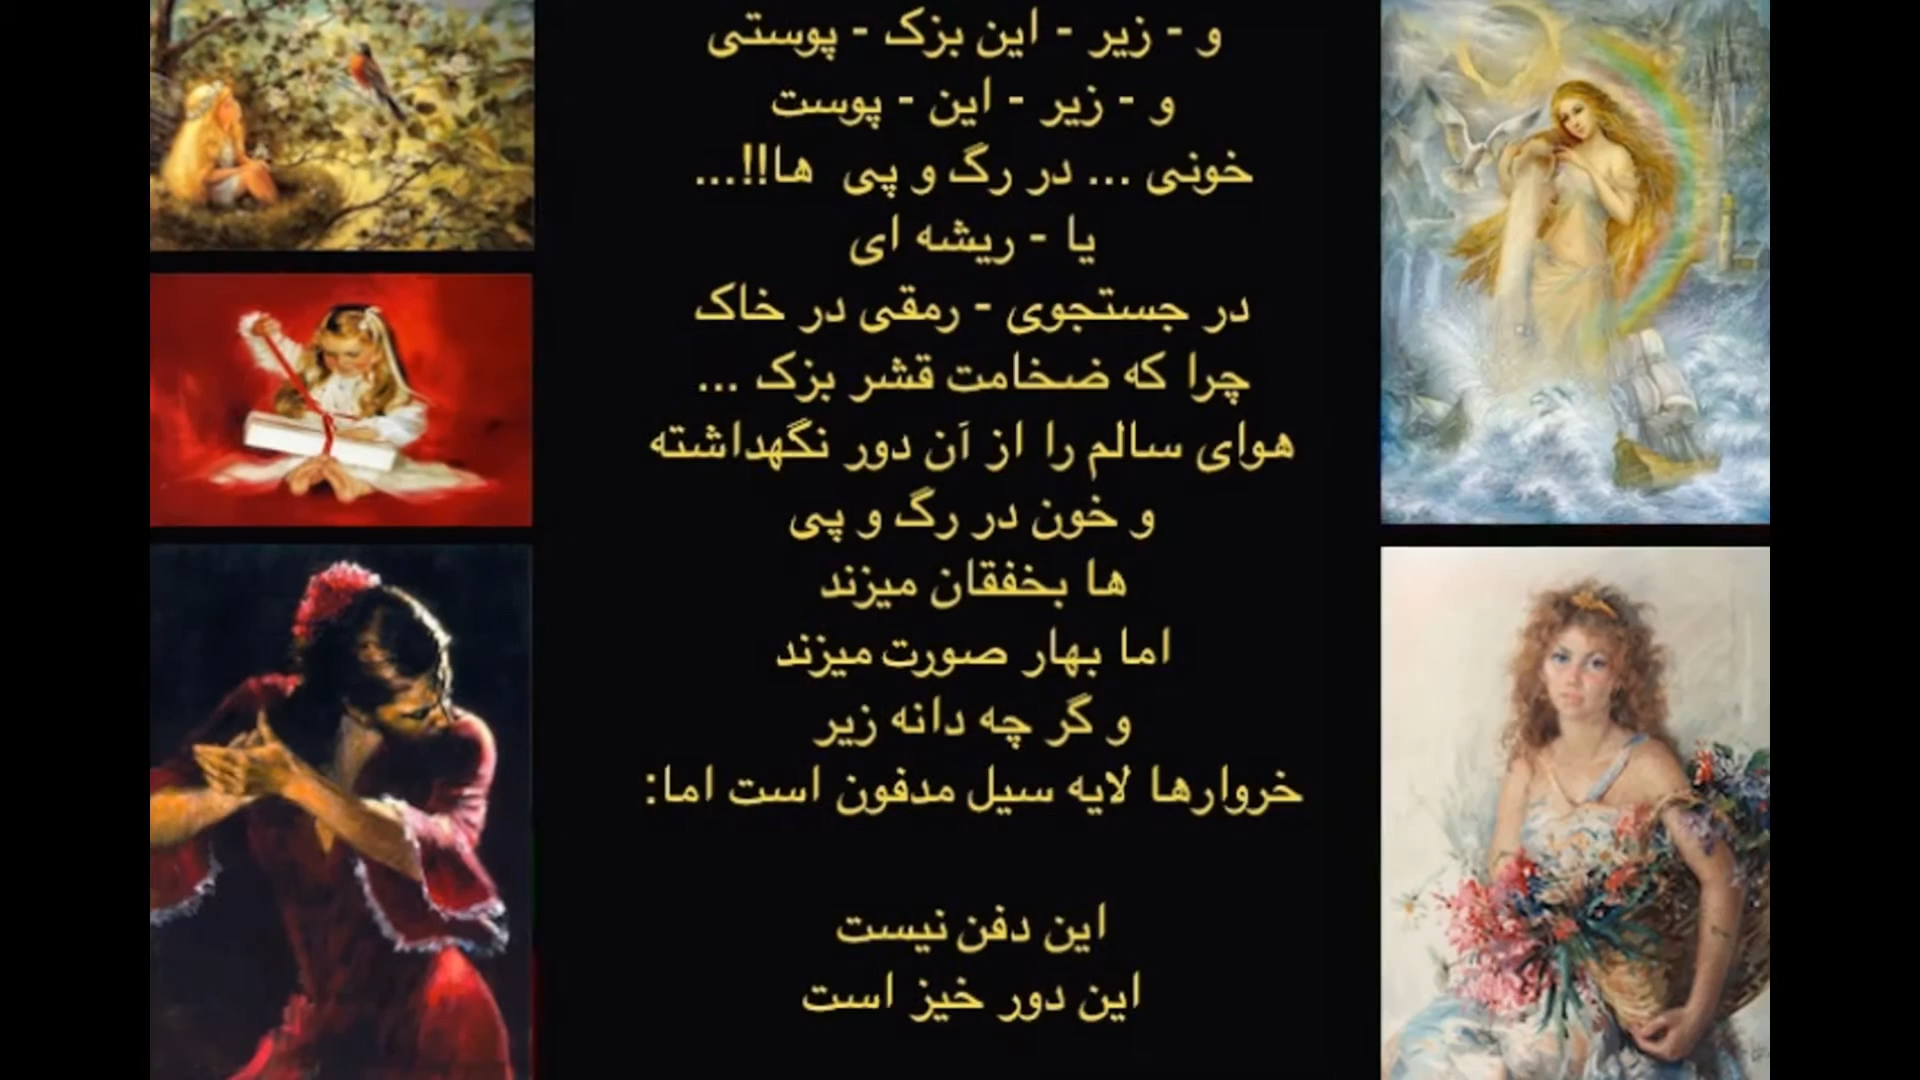 و - زیر - این بزک - پوستی
و - زیر - این - پوست
خونی ... در رگ و پی ها!!...
یا - ریشه ای
در جستجوی - رمقی در خاک
چرا که ضخامت قشر بزک ...
هوای سالم را از آن دور نگهداشته
و خون در رگ و پی
ها بخفقان میزند
اما بهار صورت میزند
و گر چه دانه زیر
خروارها لایه سیل مدفون است اما:
این دفن نیست
این دور خیز است